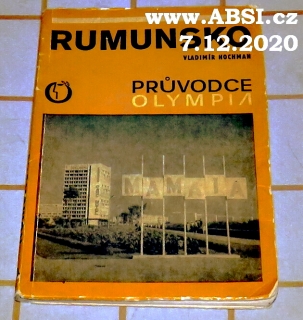 www.ABSI.cz
7.12.2020
RUMUNSKO
VLADIMÍR HOCHMAN
PRŮVODCE
OLYMPIA
MAMAIA